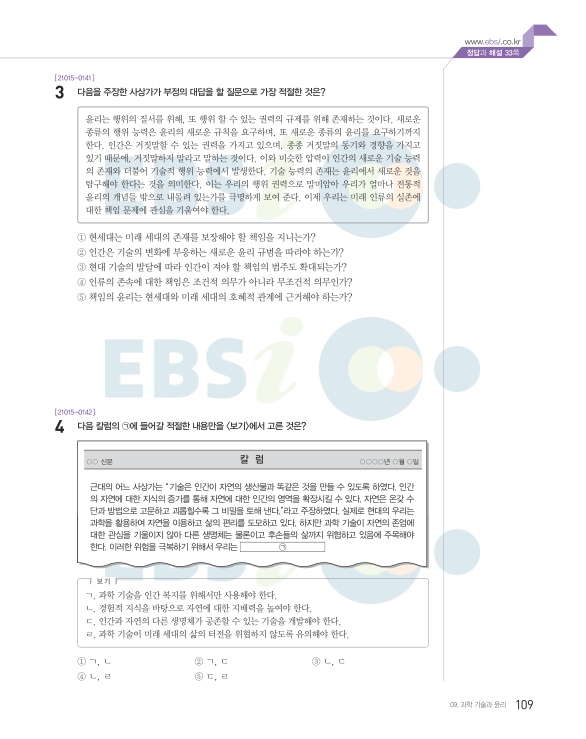 www.ebsi.co.kr
정답과 해설 33쪽
[21015-0141]
3 다음을 주장한 사상가가 부정의 대답을 할 질문으로 가장 적절한 것은?
윤리는 행위의 질서를 위해, 또 행위 할 수 있는 권력의 규제를 위해 존재하는 것이다. 새로운
종류의 행위 능력은 윤리의 새로운 규칙을 요구하며, 또 새로운 종류의 윤리를 요구하기까지
한다. 인간은 거짓말할 수 있는 권력을 가지고 있으며, 종종 거짓말의 동기와 경향을 가지고
있기 때문에, 거짓말하지 말라고 말하는 것이다. 이와 비슷한 압력이 인간의 새로운 기술 능력
의 존재와 더불어 기술적 행위 능력에서 발생한다. 기술 능력의 존재는 윤리에서 새로운 것을
탐구해야 한다는 것을 의미한다. 이는 우리의 행위 권력으로 말미암아 우리가 얼마나 전통적
윤리의 개념들 밖으로 내몰려 있는가를 극명하게 보여 준다. 이제 우리는 미래 인류의 실존에
대한 책임 문제에 관심을 기울여야 한다.
① 현세대는 미래 세대의 존재를 보장해야 할 책임을 지니는가?
② 인간은 기술의 변화에 부응하는 새로운 윤리 규범을 따라야 하는가?
③ 현대 기술의 발달에 따라 인간이 져야 할 책임의 범주도 확대되는가?
④ 인류의 존속에 대한 책임은 조건적 의무가 아니라 무조건적 의무인가?
⑤ 책임의 윤리는 현세대와 미래 세대의 호혜적 관계에 근거해야 하는가?
EBSi
[21015-0142]
4 다음 칼럼의 ㉠에 들어갈 적절한 내용만을 <보기>에서 고른 것은?
○○ 신문 칼럼 ○○○○년 ○월 ○일
근대의 어느 사상가는 "기술은 인간이 자연의 생산물과 똑같은 것을 만들 수 있도록 하였다. 인간
의 자연에 대한 지식의 증가를 통해 자연에 대한 인간의 영역을 확장시킬 수 있다. 자연은 온갖 수
단과 방법으로 고문하고 괴롭힐수록 그 비밀을 토해 낸다."라고 주장하였다. 실제로 현대의 우리는
과학을 활용하여 자연을 이용하고 삶의 편리를 도모하고 있다. 하지만 과학 기술이 자연의 존엄에
대한 관심을 기울이지 않아 다른 생명체는 물론이고 후손들의 삶까지 위협하고 있음에 주목해야
한다. 이러한 위험을 극복하기 위해서 우리는 ㉠
보기
ㄱ. 과학 기술을 인간 복지를 위해서만 사용해야 한다.
ㄴ. 경험적 지식을 바탕으로 자연에 대한 지배력을 높여야 한다.
ㄷ. 인간과 자연의 다른 생명체가 공존할 수 있는 기술을 개발해야 한다.
ㄹ. 과학 기술이 미래 세대의 삶의 터전을 위협하지 않도록 유의해야 한다.
① ㄱ, ㄴ ② ㄱ, ㄷ ③ ㄴ, ㄷ
④ ㄴ, ㄹ ⑤ ㄷ, ㄹ
EBSi
09. 과학 기술과 윤리 109